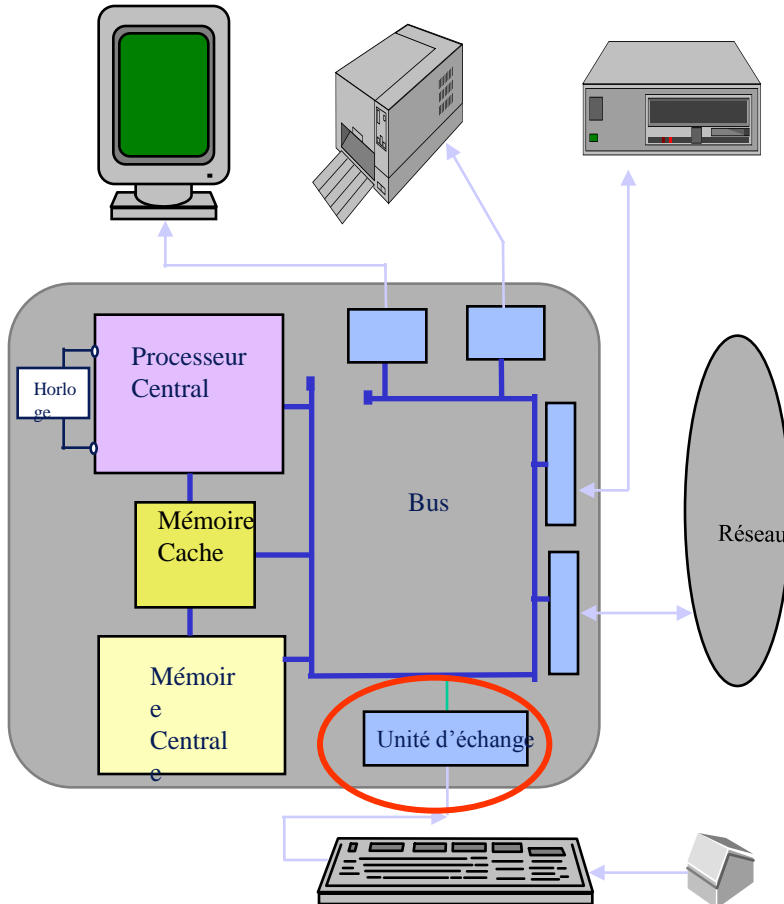 Processeur
Central
Horlo
ge
Bus
Mémoire
Cache
Réseau
Mémoir
e
Central
e
Unité d’échange